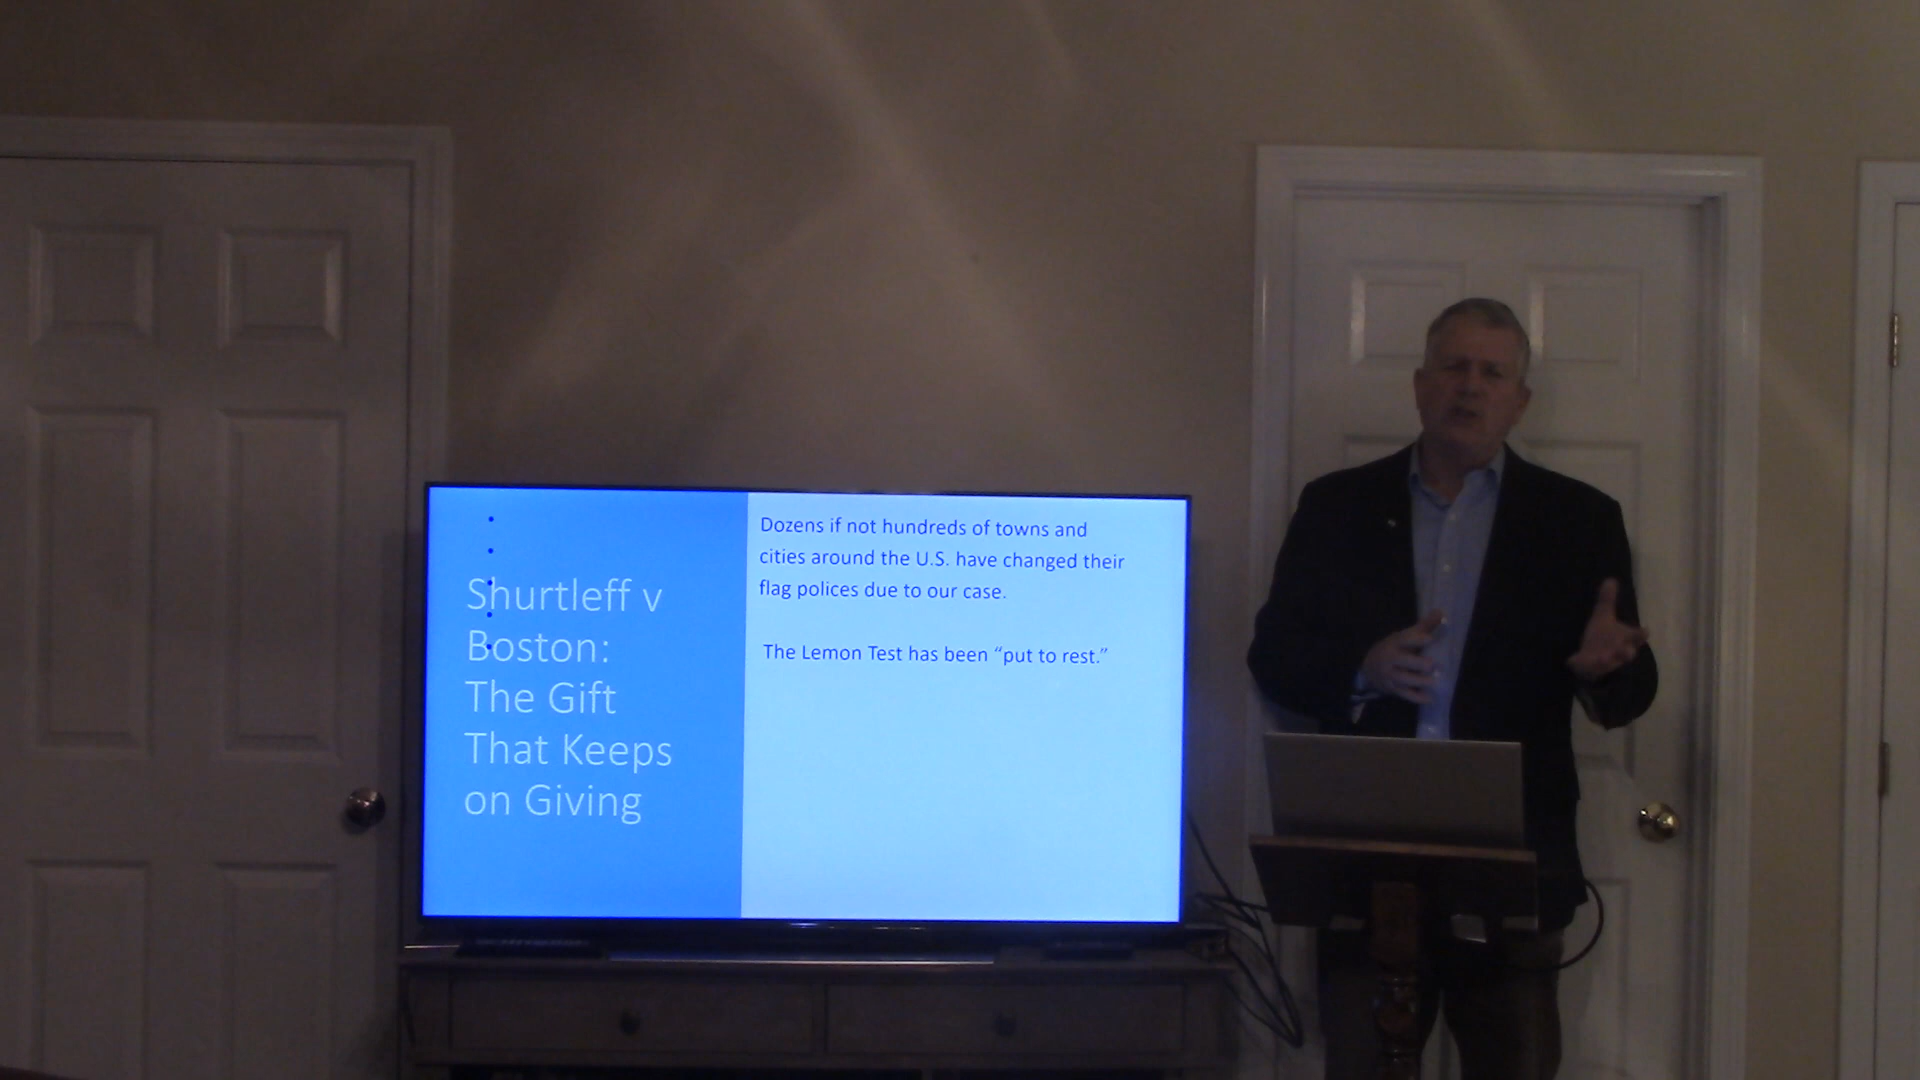 Shurtleff v
Boston:
The Gift
That Keeps
on Giving
Dozens if not hundreds of towns and
cities around the U.S. have changed their
flag polices due to our case.
The Lemon Test has been “put to rest.”